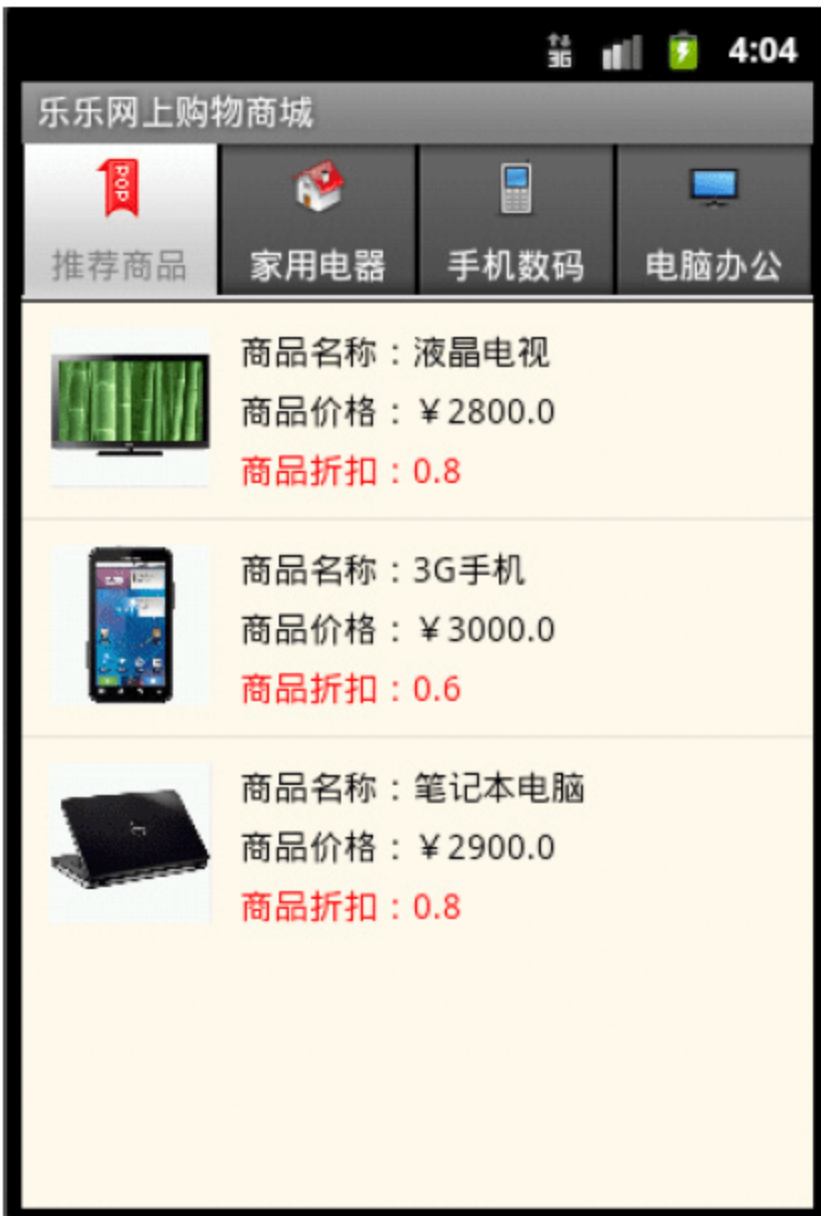 3G 4:04
乐乐网上购物商城
POP
推荐商品 家用电器 手机数码 电脑办公
商品名称：液晶电视
商品价格：￥2800.0
商品折扣：0.8
商品名称：3G手机
商品价格：￥3000.0
商品折扣：0.6
商品名称：笔记本电脑
商品价格：￥2900.0
商品折扣：0.8